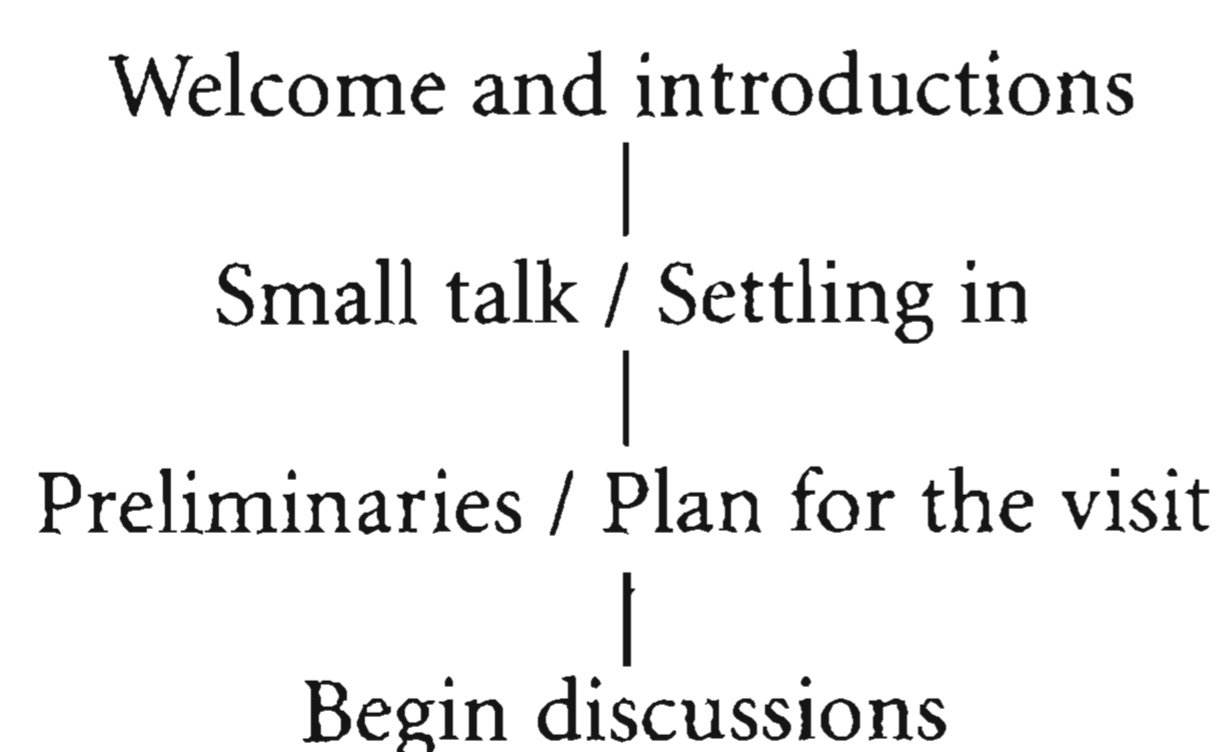 Welcome and introductions
Small talk / Settling in
Preliminaries / Plan for the visit
Begin discussions